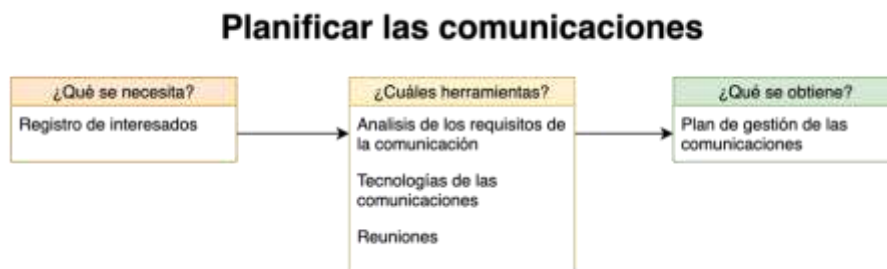 Planificar las comunicaciones
¿Qué se necesita?
Registro de interesados
¿Cuáles herramientas?
Analisis de los requisitos de
la comunicación
Tecnologías de las
comunicaciones
Reuniones
¿Qué se obtiene?
Plan de gestión de las
comunicaciones